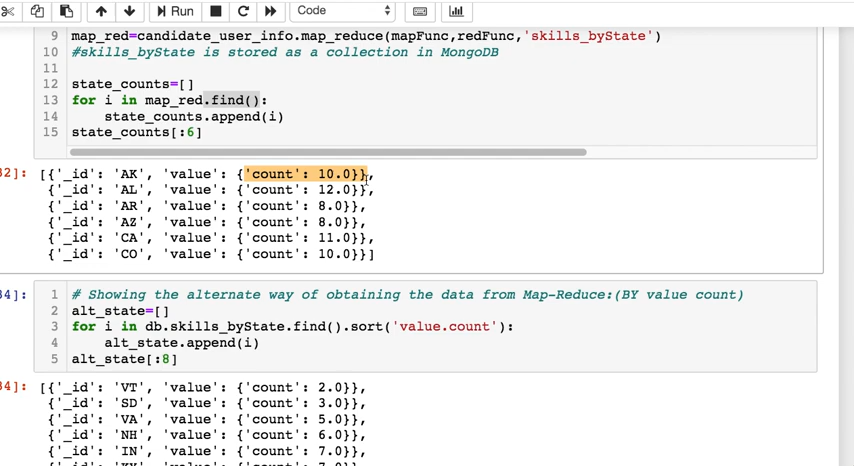 Run Code
9 map_red=candidate_user_info.map_reduce(mapFunc,redFunc,'skills_byState')
10 #skills_byState is stored as a collection in MongoDB
11
12 state_counts=[]
13 for i in map_red.find():
14 state_counts.append(i)
15 state_counts[:6]
32]: [{'_id': 'AK', 'value': {'count': 10.0}},
{'_id': 'AL', 'value': {'count': 12.0}},
{'_id': 'AR', 'value': {'count': 8.0}},
{'_id': 'AZ', 'value': {'count': 8.0}},
{'_id': 'CA', 'value': {'count': 11.0}},
{'_id': 'CO', 'value': {'count': 10.0}}]
34]: 1 # Showing the alternate way of obtaining the data from Map-Reduce:(BY value count)
2 alt_state=[]
3 for i in db.skills_byState.find().sort('value.count'):
4 alt_state.append(i)
5 alt_state[:8]
34]: [{'_id': 'VT', 'value': {'count': 2.0}},
{'_id': 'SD', 'value': {'count': 3.0}},
{'_id': 'VA', 'value': {'count': 5.0}},
{'_id': 'NH', 'value': {'count': 6.0}},
{'_id': 'IN', 'value': {'count': 7.0}},